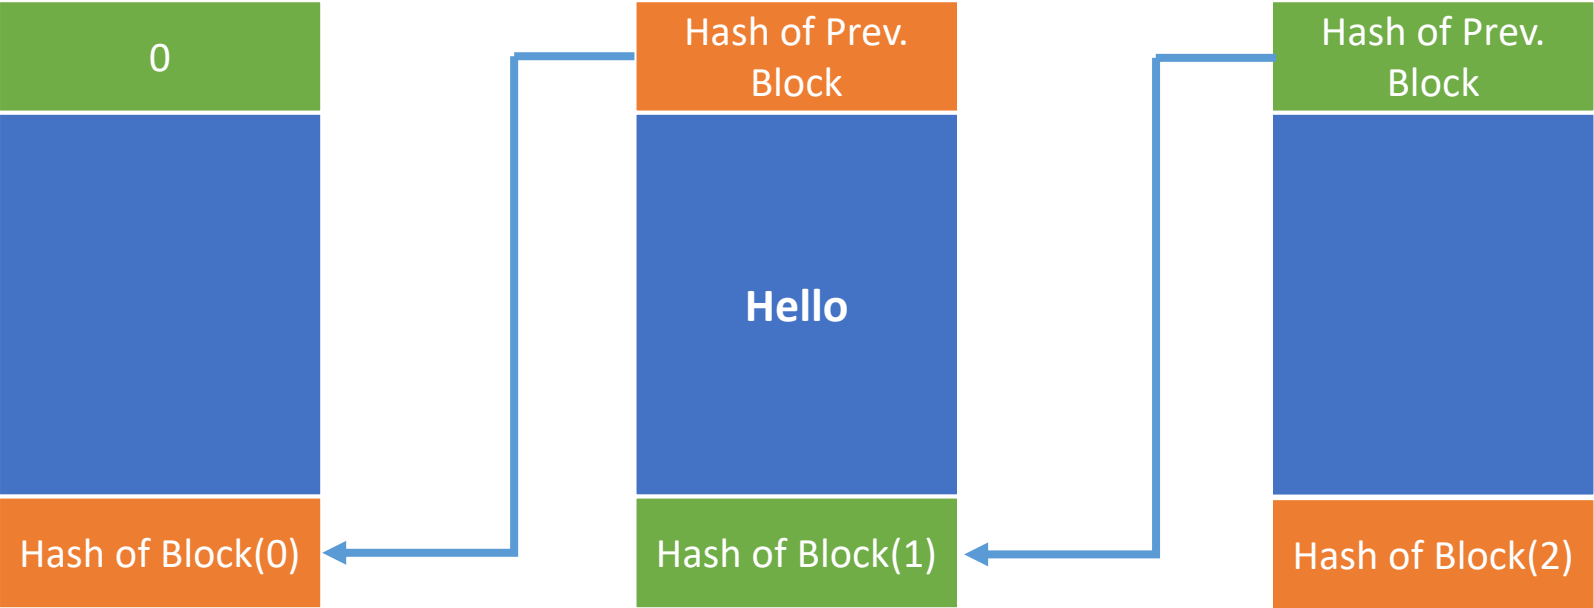 0
Hash of Block(0)
Hash of Prev.
Block
Hello
Hash of Block(1)
Hash of Prev.
Block
Hash of Block(2)